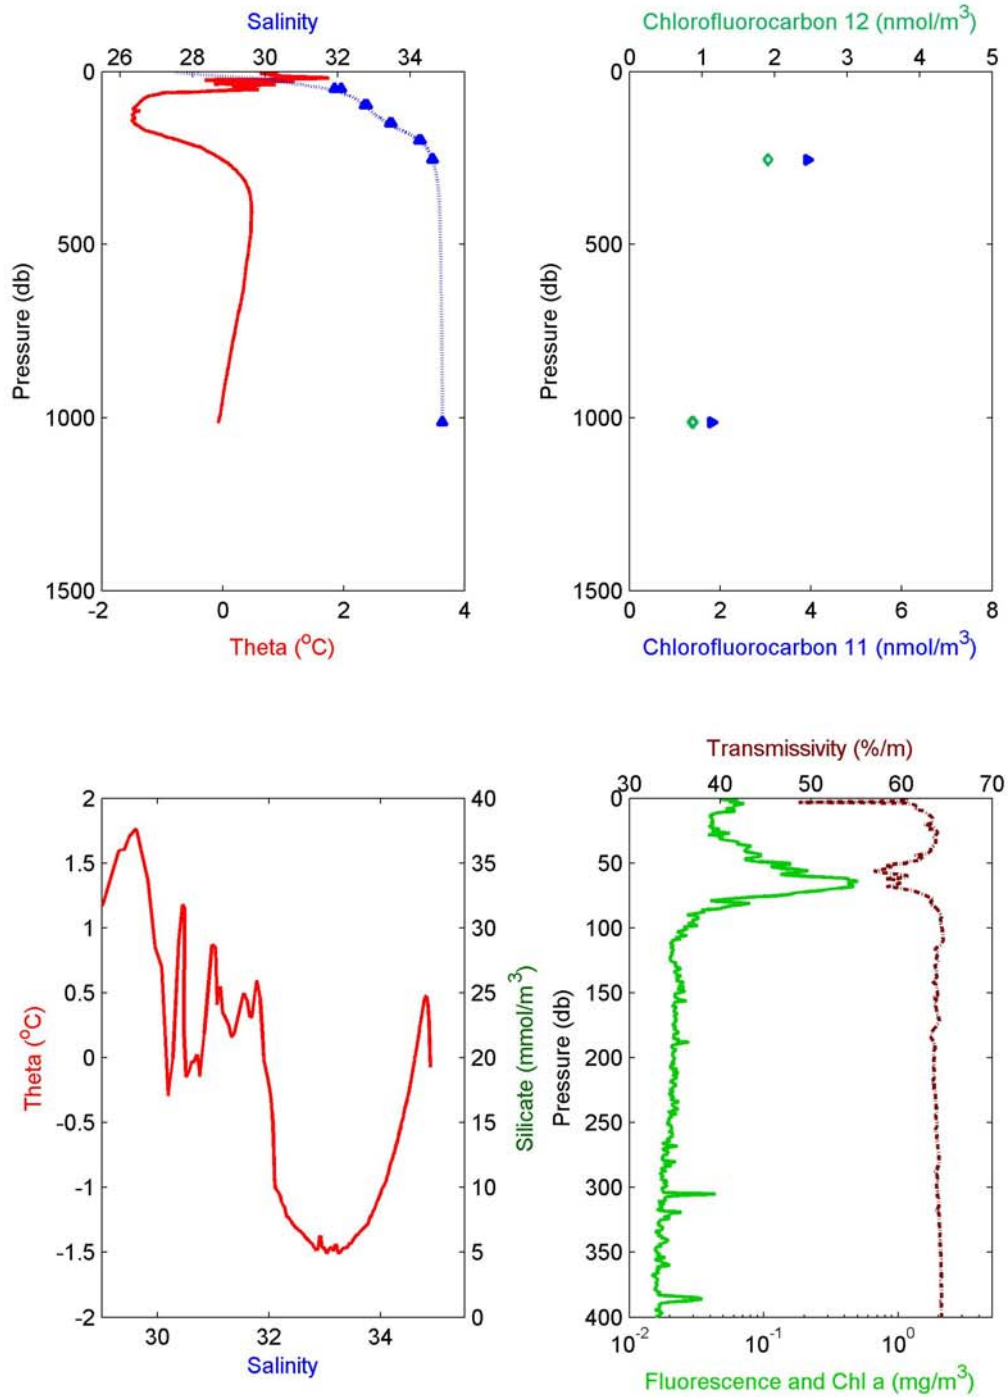 Salinity
26 28 30 32 34
0
500
1000
1500
Pressure (db)
-2 0 2 4
Theta (°C)
Chlorofluorocarbon 12 (nmol/m³)
0 1 2 3 4 5
0
500
1000
1500
Pressure (db)
0 2 4 6 8
Chlorofluorocarbon 11 (nmol/m³)
2
1.5
1
0.5
0
-0.5
-1
-1.5
-2
Theta (°C)
40
35
30
25
20
15
10
5
0
Silicate (mmol/m³)
30 32 34
Salinity
Transmissivity (%/m)
30 40 50 60 70
0
50
100
150
200
250
300
350
400
Pressure (db)
10⁻² 10⁻¹ 10⁰
Fluorescence and Chl a (mg/m³)